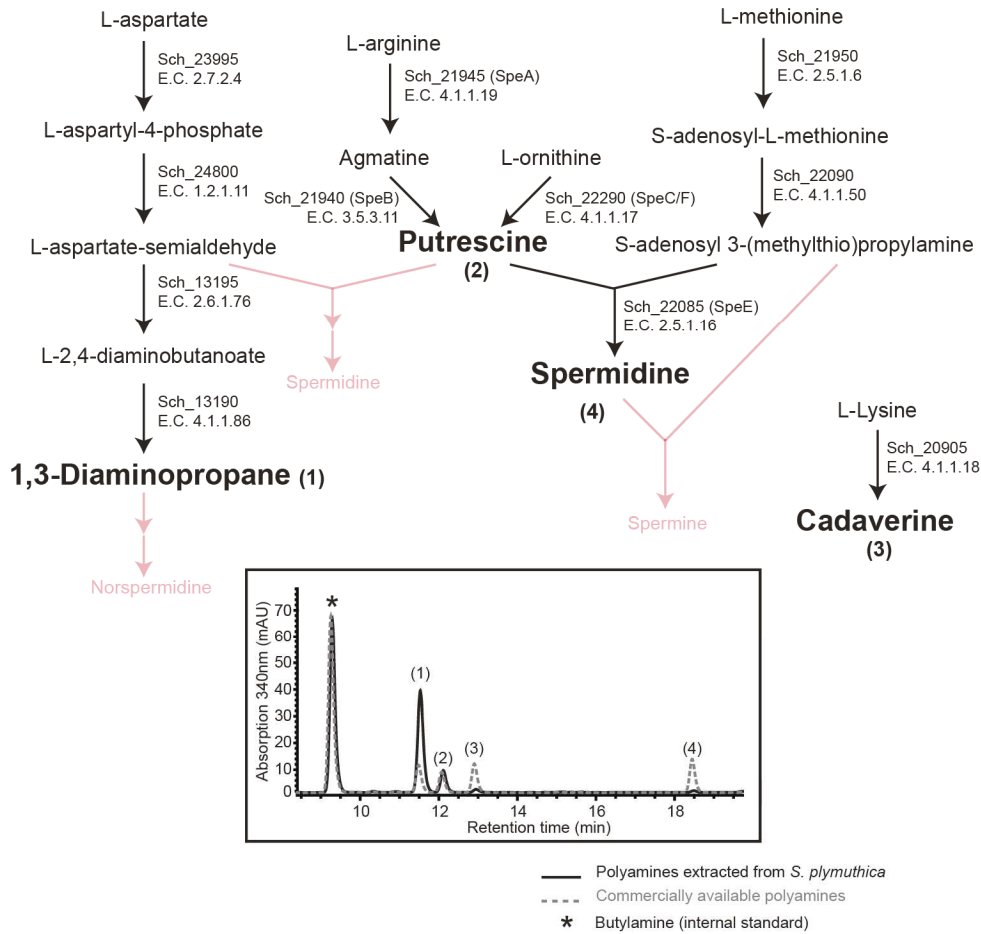 L-aspartate
Sch_23995
E.C. 2.7.2.4
L-aspartyl-4-phosphate
Sch_24800
E.C. 1.2.1.11
L-aspartate-semialdehyde
Sch_13195
E.C. 2.6.1.76
L-2,4-diaminobutanoate
Sch_13190
E.C. 4.1.1.86
1,3-Diaminopropane (1)
Norspermidine
L-arginine
Sch_21945 (SpeA)
E.C. 4.1.1.19
Agmatine
L-ornithine
Sch_21940 (SpeB)
E.C. 3.5.3.11
Sch_22290 (SpeC/F)
E.C. 4.1.1.17
Putrescine
(2)
Spermidine
L-methionine
Sch_21950
E.C. 2.5.1.6
S-adenosyl-L-methionine
Sch_22090
E.C. 4.1.1.50
S-adenosyl 3-(methylthio)propylamine
Sch_22085 (SpeE)
E.C. 2.5.1.16
Spermidine
(4)
Spermine
L-Lysine
Sch_20905
E.C. 4.1.1.18
Cadaverine
(3)
Absorption 340nm (mAU)
70
60
50
40
30
20
10
0
*
(1)
(2)
(3)
(4)
10 12 14 16 18
Retention time (min)
Polyamines extracted from S. plymuthica
Commercially available polyamines
* Butylamine (internal standard)